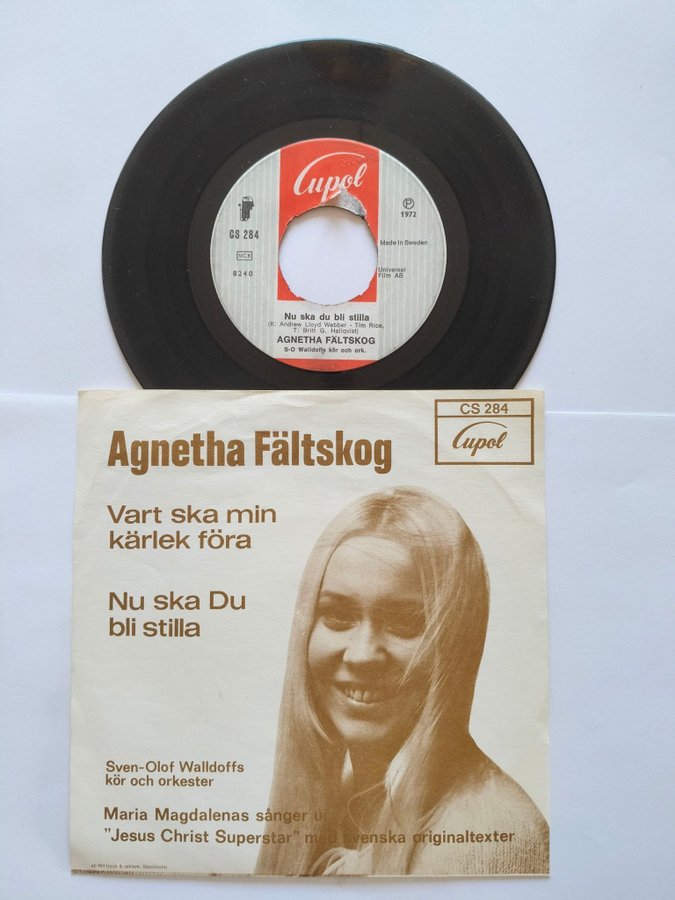 Cupol
CS 284
NCB
8240
℗
1972
Made in Sweden
Universal
Film AB
Nu ska du bli stilla
(K: Andrew Lloyd Webber - Tim Rice,
T: Britt G. Hallqvist)
AGNETHA FÄLTSKOG
S-O Walldoffs kör och ork.
CS 284
Cupol
Agnetha Fältskog
Vart ska min
kärlek föra
Nu ska Du
bli stilla
Sven-Olof Walldoffs
kör och orkester
Maria Magdalenas sånger ur
"Jesus Christ Superstar" med svenska originaltexter
Stockholm